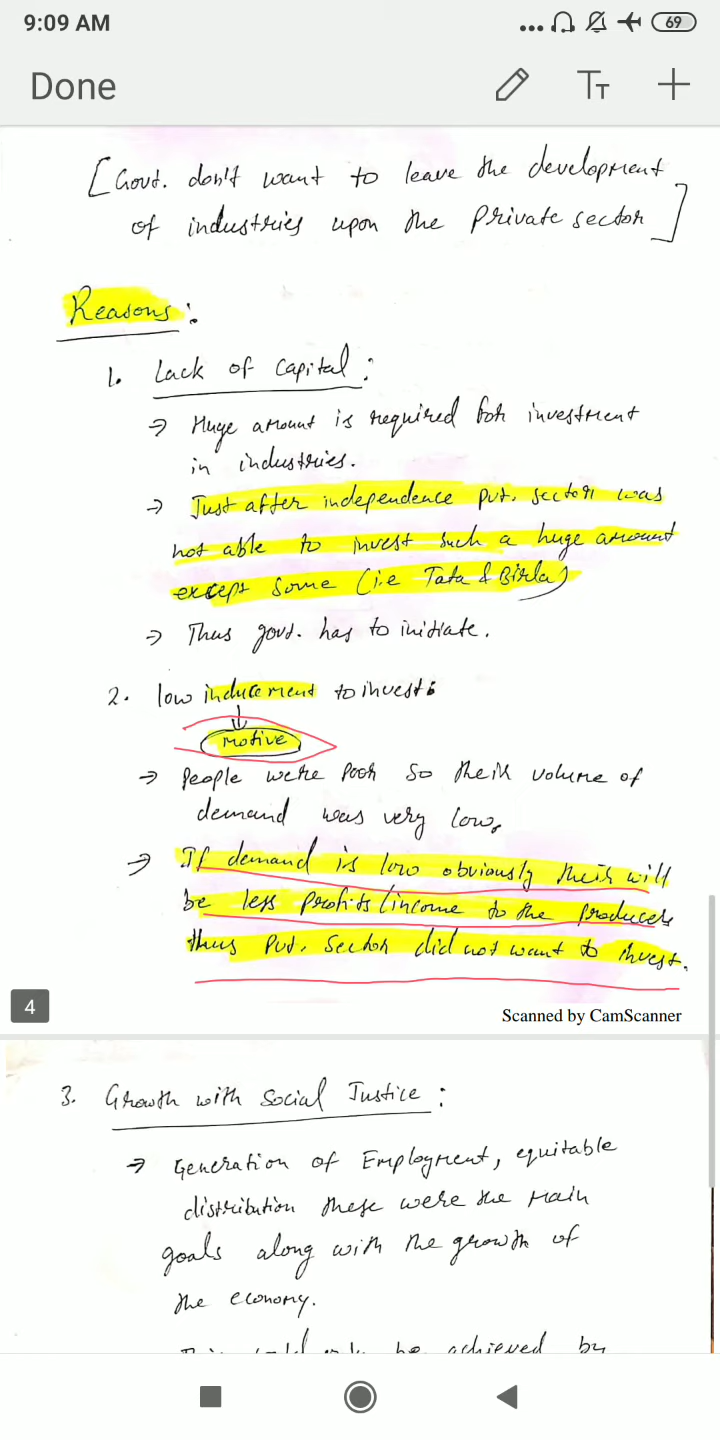 9:09 AM
69
Done
TT
[Govt. don't want to leave the development
of industries upon the Private sector]
Reasons:
1. Lack of Capital:
→ Huge amount is required for investment
in industries.
→ Just after independence pvt. sector was
not able to invest such a huge amount
except some (i.e Tata & Birla)
→ Thus govt. has to initiate.
2. low inducement to invest:
↓
Motive
→ People were Poor so their volume of
demand was very low.
→ If demand is low obviously their will
be less profits/income to the producers
thus Pvt. Sector did not want to invest.
4
Scanned by CamScanner
3. Growth with Social Justice:
→ Generation of Employment, equitable
distribution these were the main
goals along with the growth of
the economy.
be achieved by